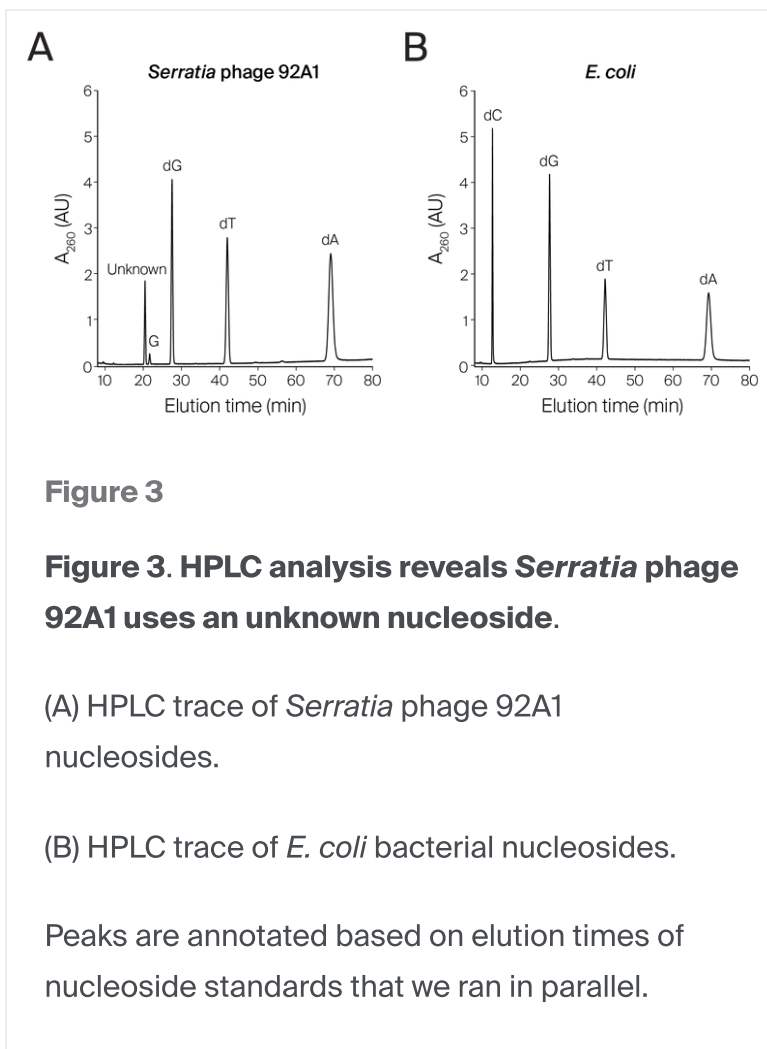 A
Serratia phage 92A1
6
5
4
3
2
1
0
A260 (AU)
Unknown
G
dG
dT
dA
10 20 30 40 50 60 70 80
Elution time (min)
B
E. coli
6
5
4
3
2
1
0
A260 (AU)
dC
dG
dT
dA
10 20 30 40 50 60 70 80
Elution time (min)
Figure 3
Figure 3. HPLC analysis reveals Serratia phage
92A1 uses an unknown nucleoside.
(A) HPLC trace of Serratia phage 92A1
nucleosides.
(B) HPLC trace of E. coli bacterial nucleosides.
Peaks are annotated based on elution times of
nucleoside standards that we ran in parallel.